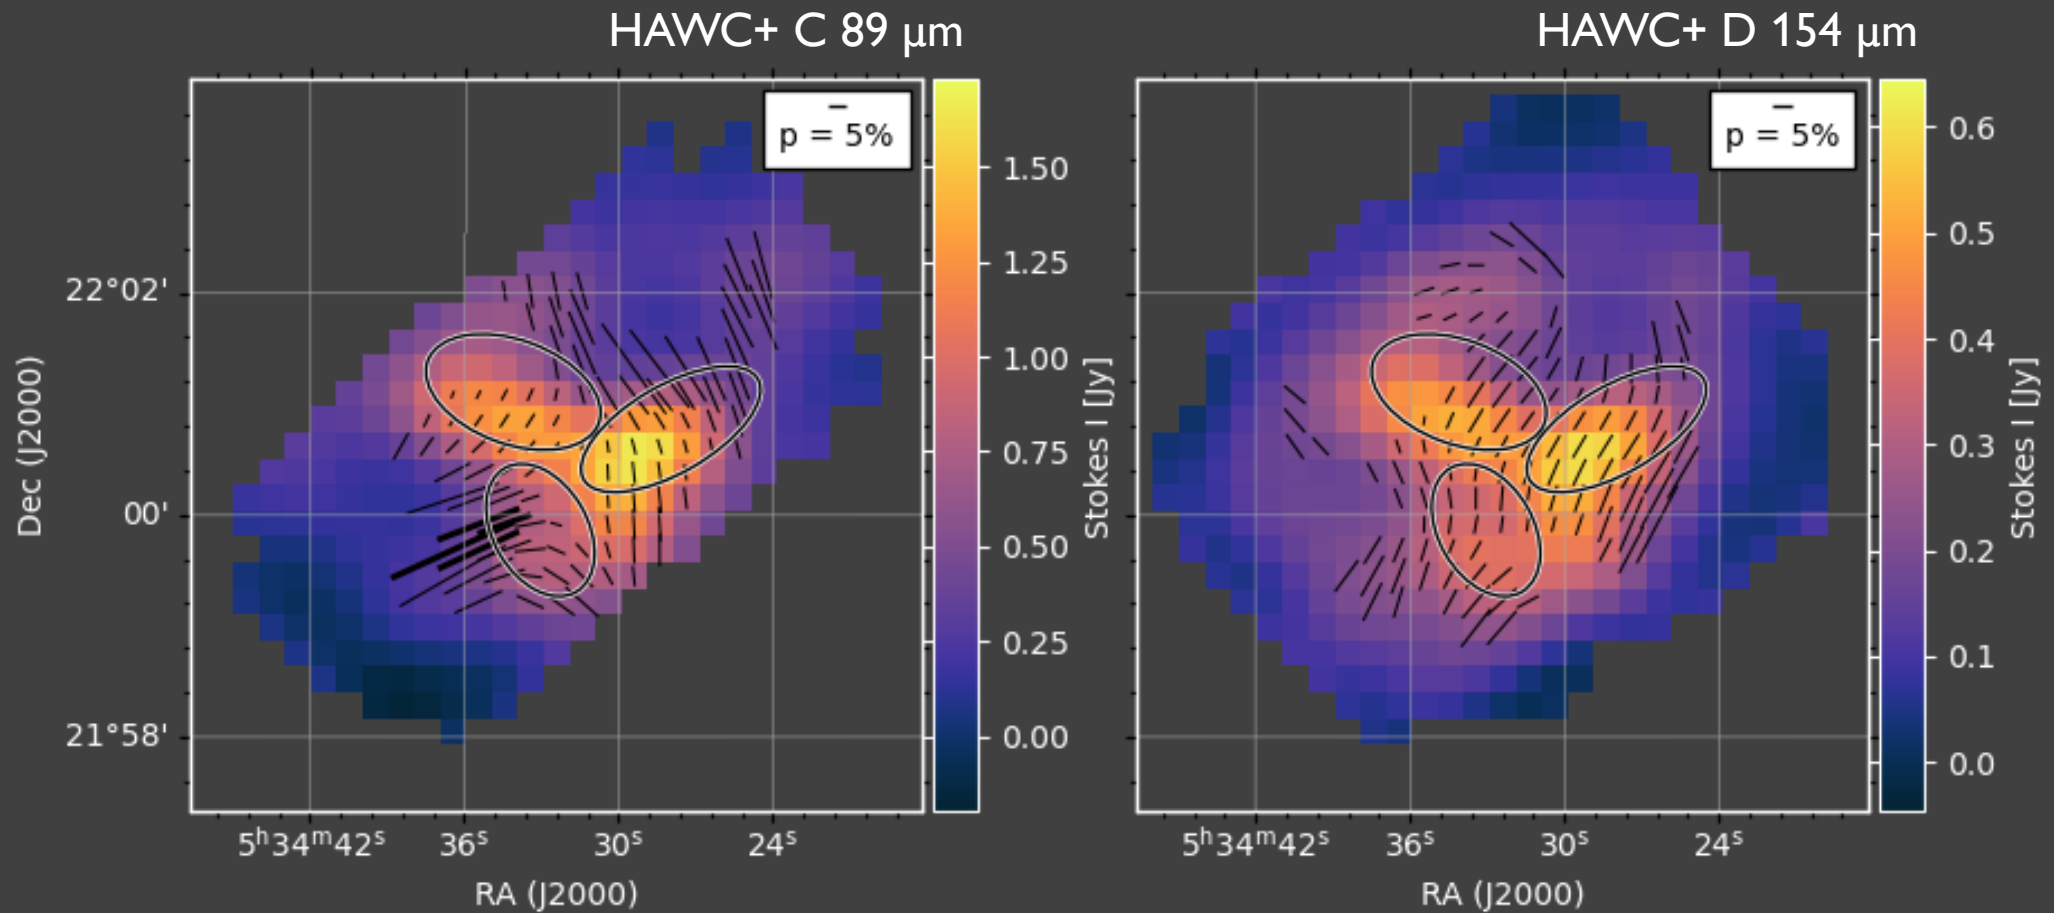 HAWC+ C 89 µm
HAWC+ D 154 µm
p = 5%
p = 5%
1.50
1.25
1.00
0.75
0.50
0.25
0.00
Stokes I [Jy]
0.6
0.5
0.4
0.3
0.2
0.1
0.0
Stokes I [Jy]
Dec (J2000)
22°02'
00'
21°58'
5ʰ34ᵐ42ˢ 36ˢ 30ˢ 24ˢ
RA (J2000)
5ʰ34ᵐ42ˢ 36ˢ 30ˢ 24ˢ
RA (J2000)